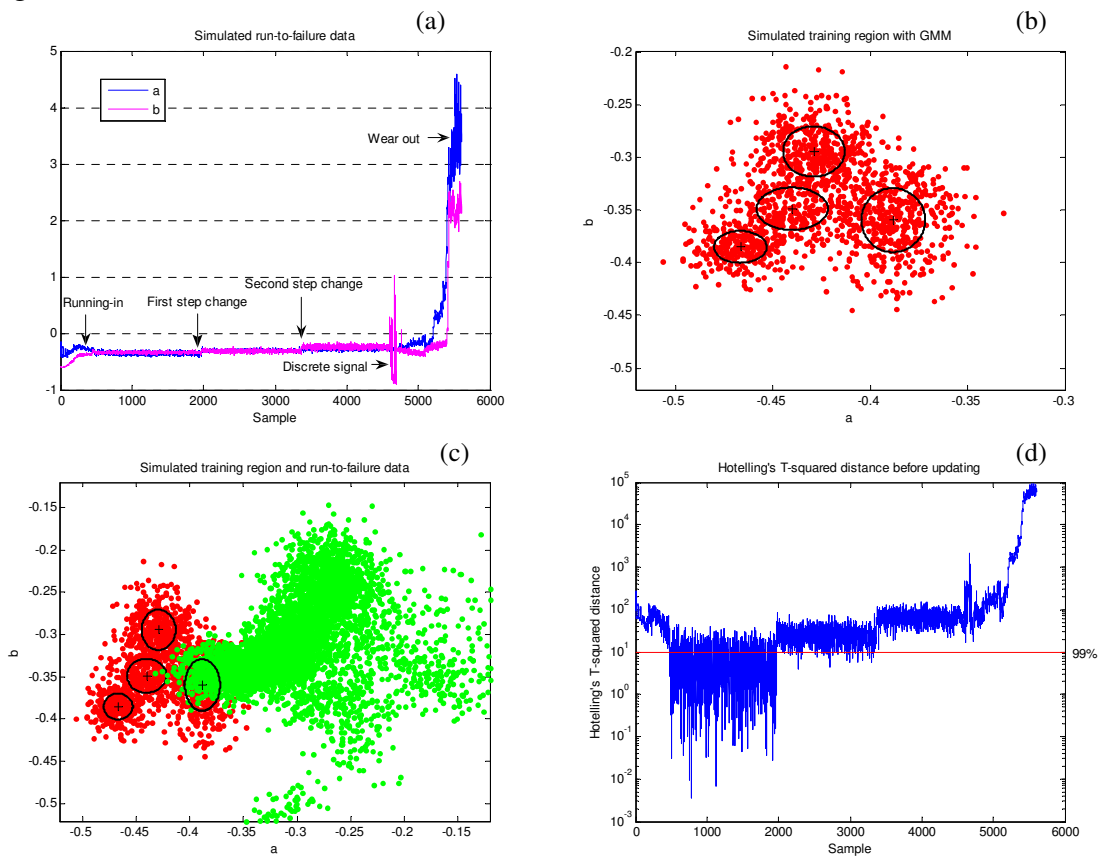 (a)
Simulated run-to-failure data
5
4
3
2
1
0
-1
a
b
Wear out
Second step change
Running-in
First step change
Discrete signal
0
1000
2000
3000
4000
5000
6000
Sample
(b)
Simulated training region with GMM
-0.2
-0.3
b
-0.35
-0.4
-0.5
-0.5
-0.45
-0.4
-0.35
-0.3
a
(c)
Simulated training region and run-to-failure data
-0.15
-0.2
-0.25
-0.3
b
-0.35
-0.4
-0.5
-0.5
-0.45
-0.4
-0.35
-0.3
-0.25
-0.2
-0.15
a
(d)
Hotelling's T-squared distance before updating
10^5
10^4
10^3
10^2
10^1
10^0
10^-1
10^-2
10^-3
Hotelling's T-squared distance
99%
0
1000
2000
3000
4000
5000
6000
Sample